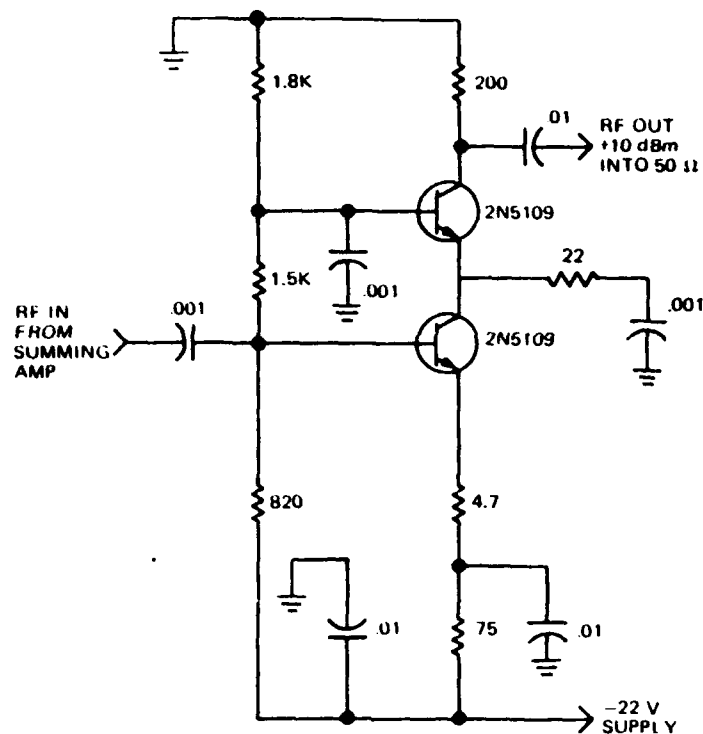 1.8K
200
.01
RF OUT
+10 dBm
INTO 50 Ω
2N5109
22
1.5K
.001
.001
RF IN
FROM
SUMMING
AMP
.001
2N5109
820
4.7
.01
75
.01
–22 V
SUPPLY